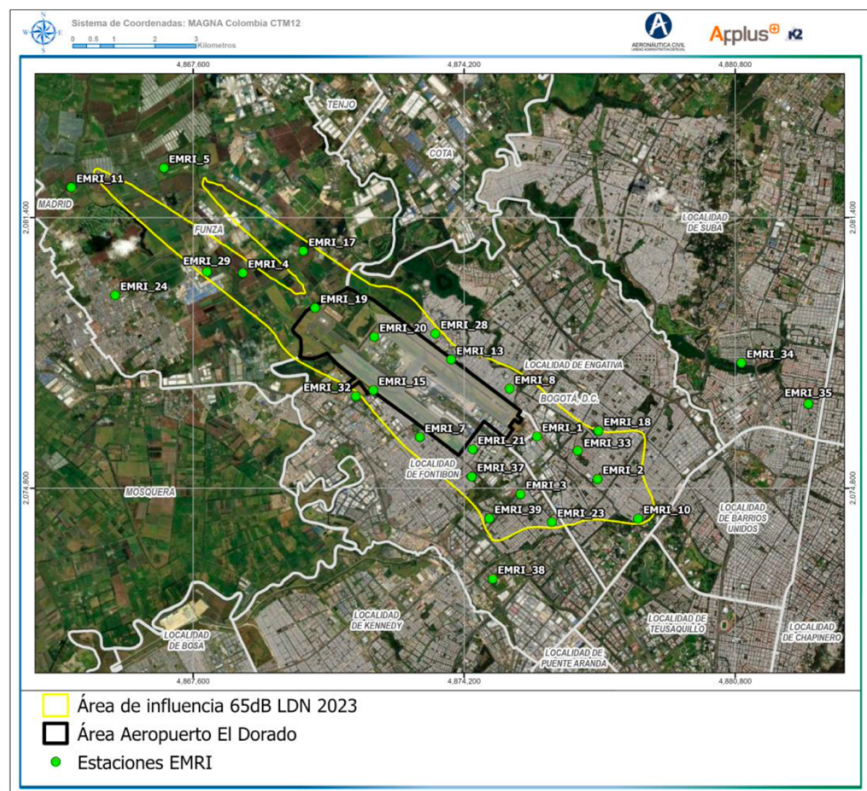 Sistema de Coordenadas: MAGNA Colombia CTM12
N
W
E
S
0 0.5 1 2 3
Kilometros
AERONÁUTICA CIVIL
UNIDAD ADMINISTRATIVA ESPECIAL
Applus+
K2
4,867,600 4,874,200 4,880,800
TENJO
COTA
EMRI_5
EMRI_11
MADRID
2,081,400
2,081,400
LOCALIDAD
DE SUBA
FUNZA
EMRI_17
EMRI_29
EMRI_4
EMRI_24
EMRI_19
EMRI_20
EMRI_28
EMRI_13
LOCALIDAD DE ENGATIVA
EMRI_34
EMRI_8
BOGOTÁ, D.C.
EMRI_32
EMRI_15
EMRI_35
EMRI_18
EMRI_7
EMRI_1
EMRI_21
EMRI_33
LOCALIDAD
DE FONTIBON
EMRI_37
EMRI_2
MOSQUERA
2,074,800
2,074,800
EMRI_3
EMRI_39
EMRI_23
EMRI_10
LOCALIDAD
DE BARRIOS
UNIDOS
EMRI_38
LOCALIDAD
DE BOSA
LOCALIDAD
DE KENNEDY
LOCALIDAD DE
TEUSAQUILLO
LOCALIDAD
DE CHAPINERO
LOCALIDAD DE
PUENTE ARANDA
4,867,600 4,874,200 4,880,800
Área de influencia 65dB LDN 2023
Área Aeropuerto El Dorado
Estaciones EMRI